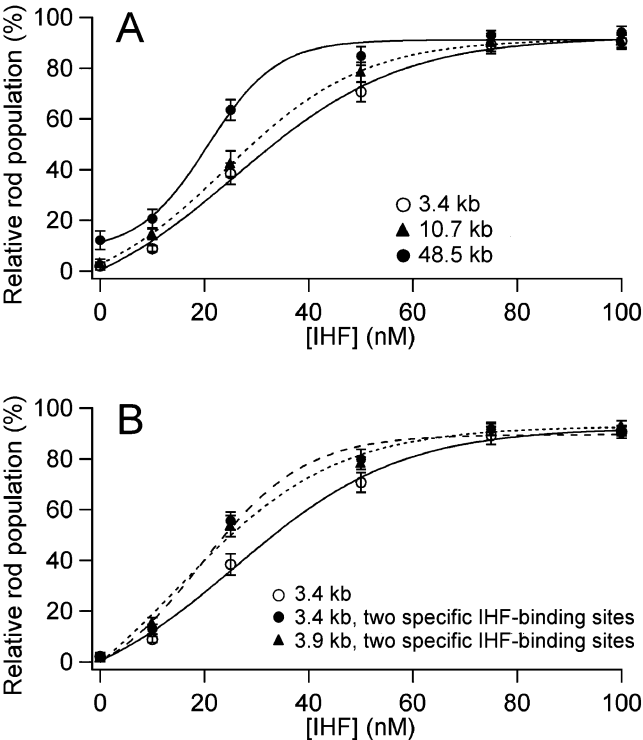 A
Relative rod population (%)
100
80
60
40
20
0
3.4 kb
10.7 kb
48.5 kb
0 20 40 60 80 100
[IHF] (nM)
B
Relative rod population (%)
100
80
60
40
20
0
3.4 kb
3.4 kb, two specific IHF-binding sites
3.9 kb, two specific IHF-binding sites
0 20 40 60 80 100
[IHF] (nM)